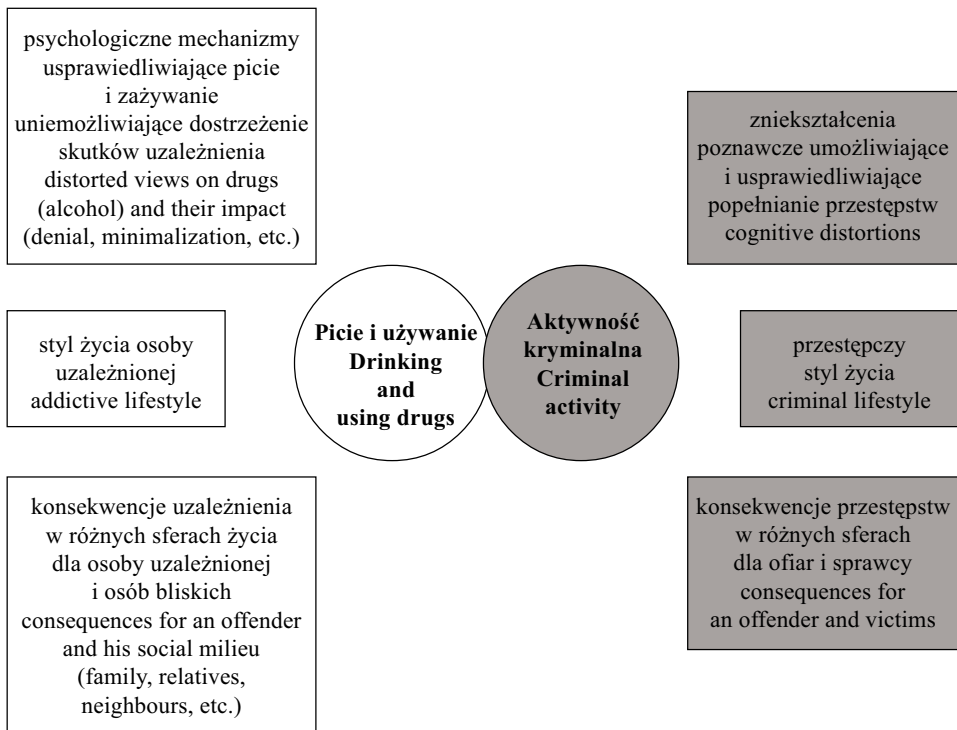 psychologiczne mechanizmy
usprawiedliwiające picie
i zażywanie
uniemożliwiające dostrzeżenie
skutków uzależnienia
distorted views on drugs
(alcohol) and their impact
(denial, minimalization, etc.)
zniekształcenia
poznawcze umożliwiające
i usprawiedliwiające
popełnianie przestępstw
cognitive distortions
styl życia osoby
uzależnionej
addictive lifestyle
Picie i używanie
Drinking
and
using drugs
Aktywność
kryminalna
Criminal
activity
przestępczy
styl życia
criminal lifestyle
konsekwencje uzależnienia
w różnych sferach życia
dla osoby uzależnionej
i osób bliskich
consequences for an offender
and his social milieu
(family, relatives,
neighbours, etc.)
konsekwencje przestępstw
w różnych sferach
dla ofiar i sprawcy
consequences for
an offender and victims